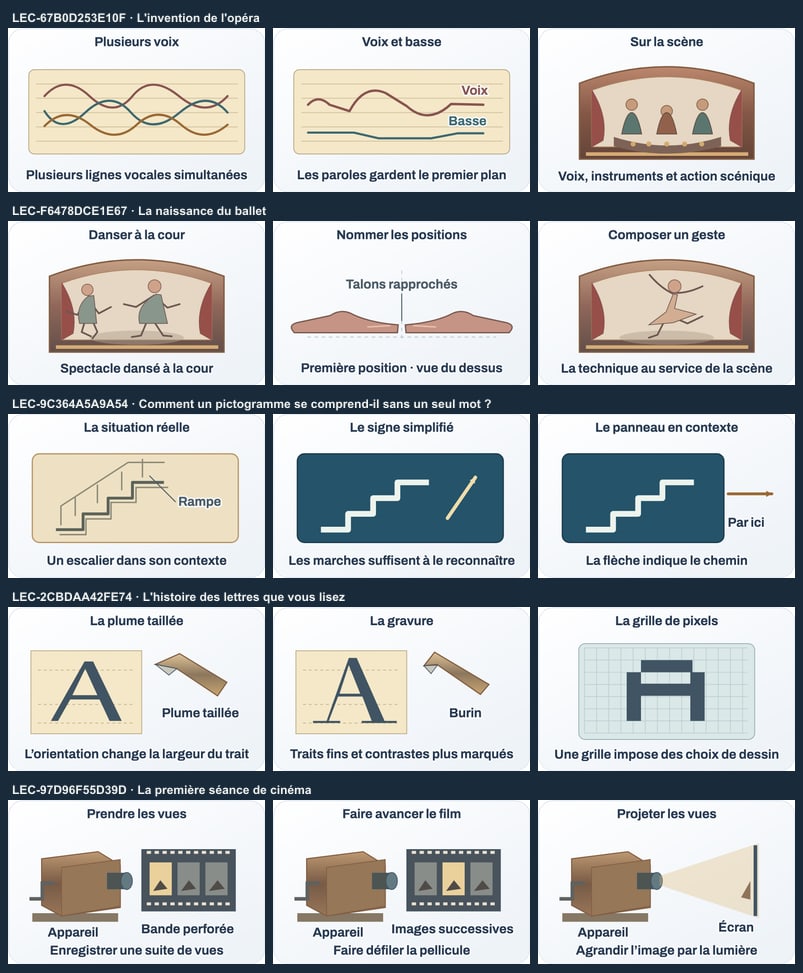 LEC-67B0D253E10F · L'invention de l'opéra
Plusieurs voix
Plusieurs lignes vocales simultanées
Voix et basse
Voix
Basse
Les paroles gardent le premier plan
Sur la scène
Voix, instruments et action scénique
LEC-F6478DCE1E67 · La naissance du ballet
Danser à la cour
Spectacle dansé à la cour
Nommer les positions
Talons rapprochés
Première position · vue du dessus
Composer un geste
La technique au service de la scène
LEC-9C364A5A9A54 · Comment un pictogramme se comprend-il sans un seul mot ?
La situation réelle
Rampe
Un escalier dans son contexte
Le signe simplifié
Les marches suffisent à le reconnaître
Le panneau en contexte
Par ici
La flèche indique le chemin
LEC-2CBDAA42FE74 · L'histoire des lettres que vous lisez
La plume taillée
A
Plume taillée
L’orientation change la largeur du trait
La gravure
A
Burin
Traits fins et contrastes plus marqués
La grille de pixels
A
Une grille impose des choix de dessin
LEC-97D96F55D39D · La première séance de cinéma
Prendre les vues
Appareil
Bande perforée
Enregistrer une suite de vues
Faire avancer le film
Appareil
Images successives
Faire défiler la pellicule
Projeter les vues
Appareil
Écran
Agrandir l’image par la lumière